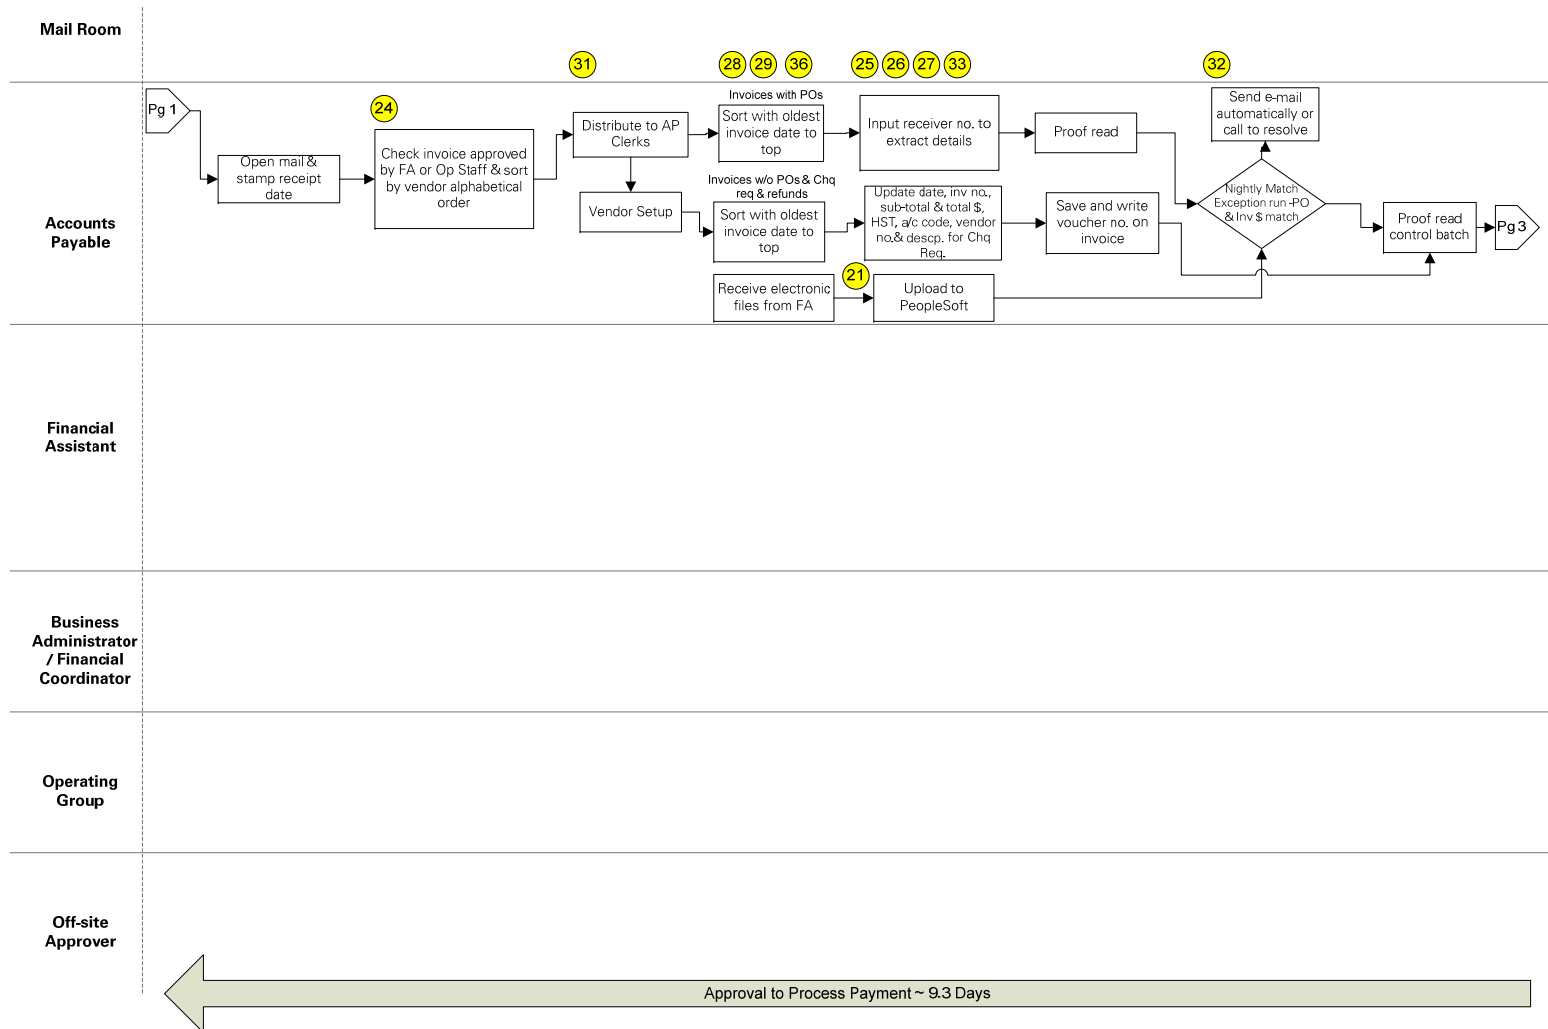 Mail Room
31
28
29
36
25
26
27
33
32
Pg 1
24
Open mail &
stamp receipt
date
Check invoice approved
by FA or Op Staff & sort
by vendor alphabetical
order
Distribute to AP
Clerks
Vendor Setup
Invoices with POs
Sort with oldest
invoice date to
top
Input receiver no. to
extract details
Proof read
Send e-mail
automatically or
call to resolve
Accounts
Payable
Invoices w/o POs & Chq
req & refunds
Sort with oldest
invoice date to
top
Update date, inv no.,
sub-total & total $,
HST, a/c code, vendor
no.& descp. for Chq
Req.
Save and write
voucher no. on
invoice
Nightly Match
Exception run -PO
& Inv $ match
Proof read
control batch
Pg 3
Receive electronic
files from FA
21
Upload to
PeopleSoft
Financial
Assistant
Business
Administrator
/ Financial
Coordinator
Operating
Group
Off-site
Approver
Approval to Process Payment ~ 9.3 Days